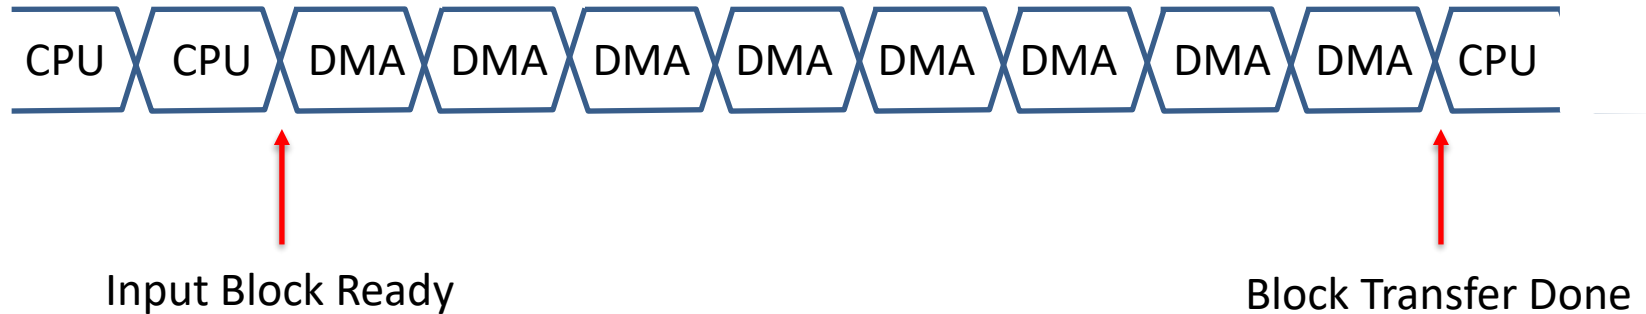 CPU CPU DMA DMA DMA DMA DMA DMA DMA DMA CPU
Input Block Ready
Block Transfer Done